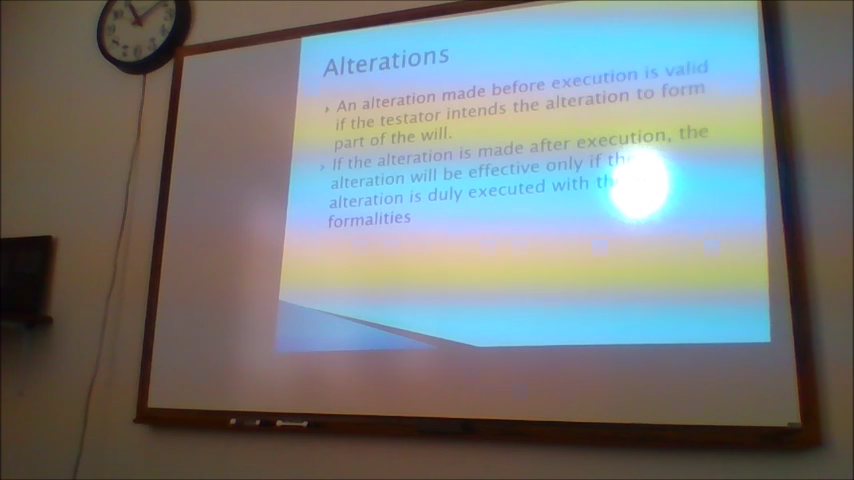 Alterations
An alteration made before execution is valid
if the testator intends the alteration to form
part of the will.
If the alteration is made after execution, the
alteration will be effective only if the
alteration is duly executed with
formalities